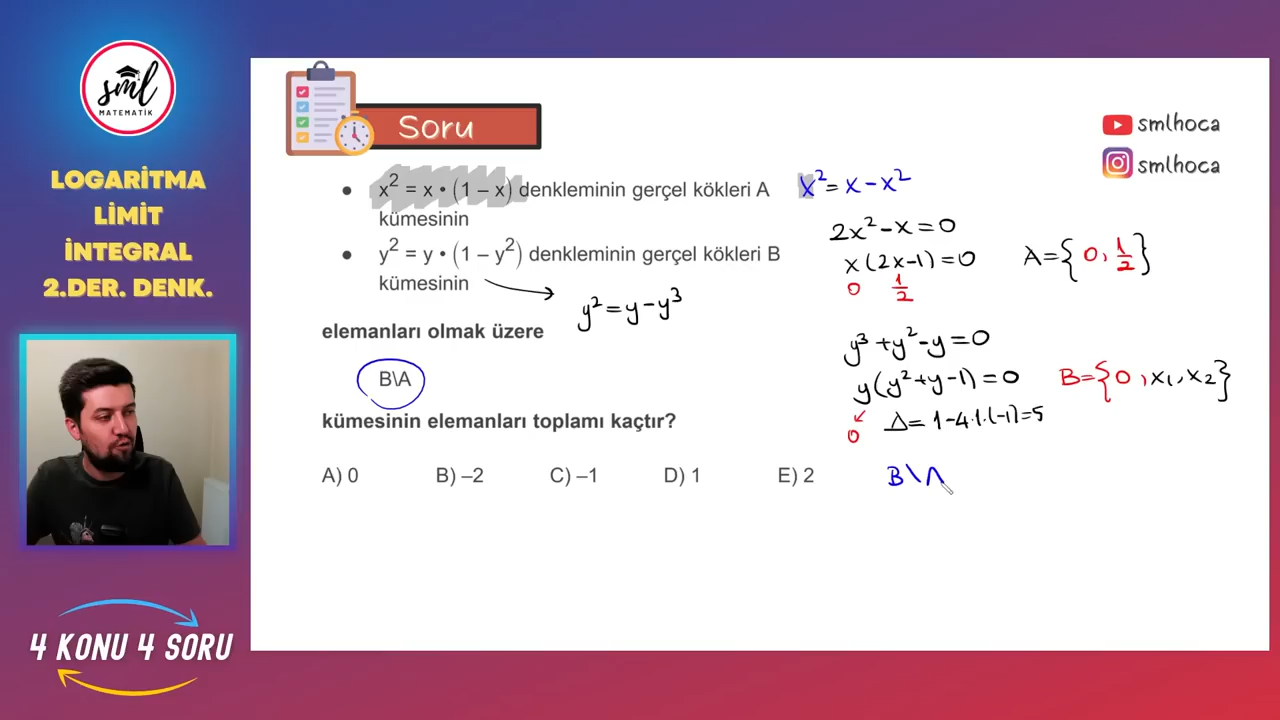 sml
MATEMATİK
LOGARİTMA
LİMİT
İNTEGRAL
2.DER. DENK.
4 KONU 4 SORU
Soru
smlhoca
smlhoca
• x² = x • (1 – x) denkleminin gerçel kökleri A
kümesinin
• y² = y • (1 – y²) denkleminin gerçel kökleri B
kümesinin
elemanları olmak üzere
B\A
kümesinin elemanları toplamı kaçtır?
A) 0 B) –2 C) –1 D) 1 E) 2
y² = y – y³
x² = x – x²
2x² – x = 0
x (2x – 1) = 0
0 1/2
A = {0, 1/2}
y³ + y² – y = 0
y (y² + y – 1) = 0
B = {0, x₁, x₂}
0
Δ = 1 – 4.1.(–1) = 5
B \ A